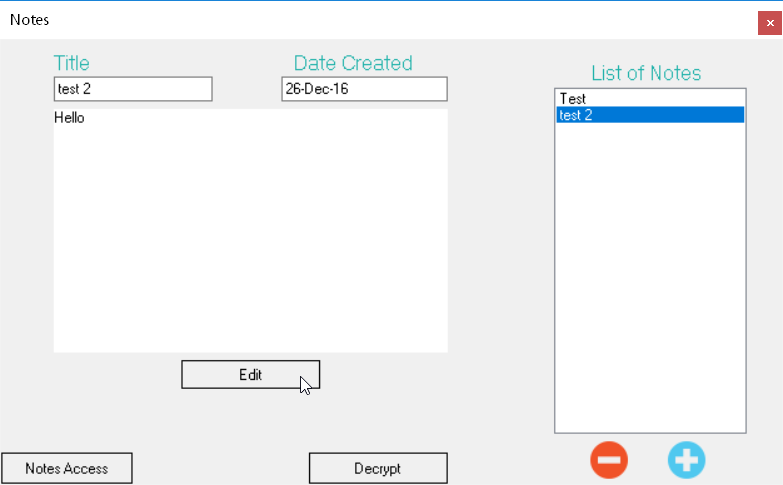 Notes
Title
Date Created
test 2
26-Dec-16
Hello
Edit
Notes Access
Decrypt
List of Notes
Test
test 2